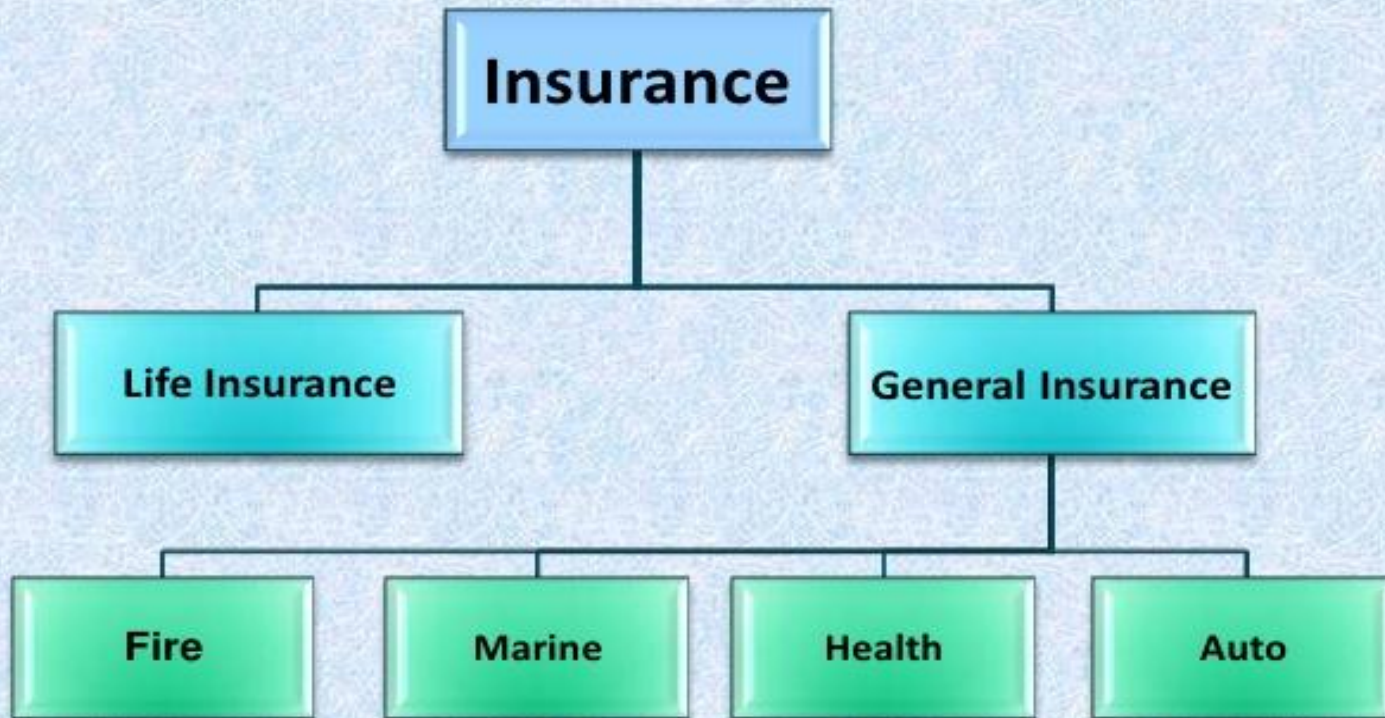 Insurance
Life Insurance
General Insurance
Fire
Marine
Health
Auto